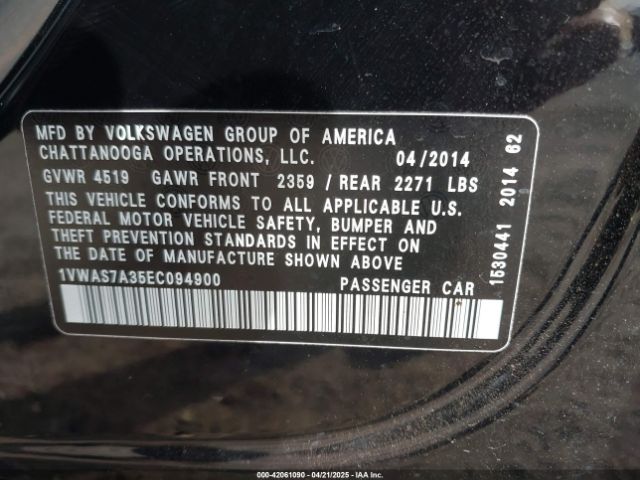 MFD BY VOLKSWAGEN GROUP OF AMERICA
CHATTANOOGA OPERATIONS, LLC. 04/2014
GVWR 4519 GAWR FRONT 2359 / REAR 2271 LBS
THIS VEHICLE CONFORMS TO ALL APPLICABLE U.S.
FEDERAL MOTOR VEHICLE SAFETY, BUMPER AND
THEFT PREVENTION STANDARDS IN EFFECT ON
THE DATE OF MANUFACTURE SHOWN ABOVE
1VWAS7A35EC094900 PASSENGER CAR
1530441 2014 62
000-42061090 - 04/21/2025 - IAA Inc.